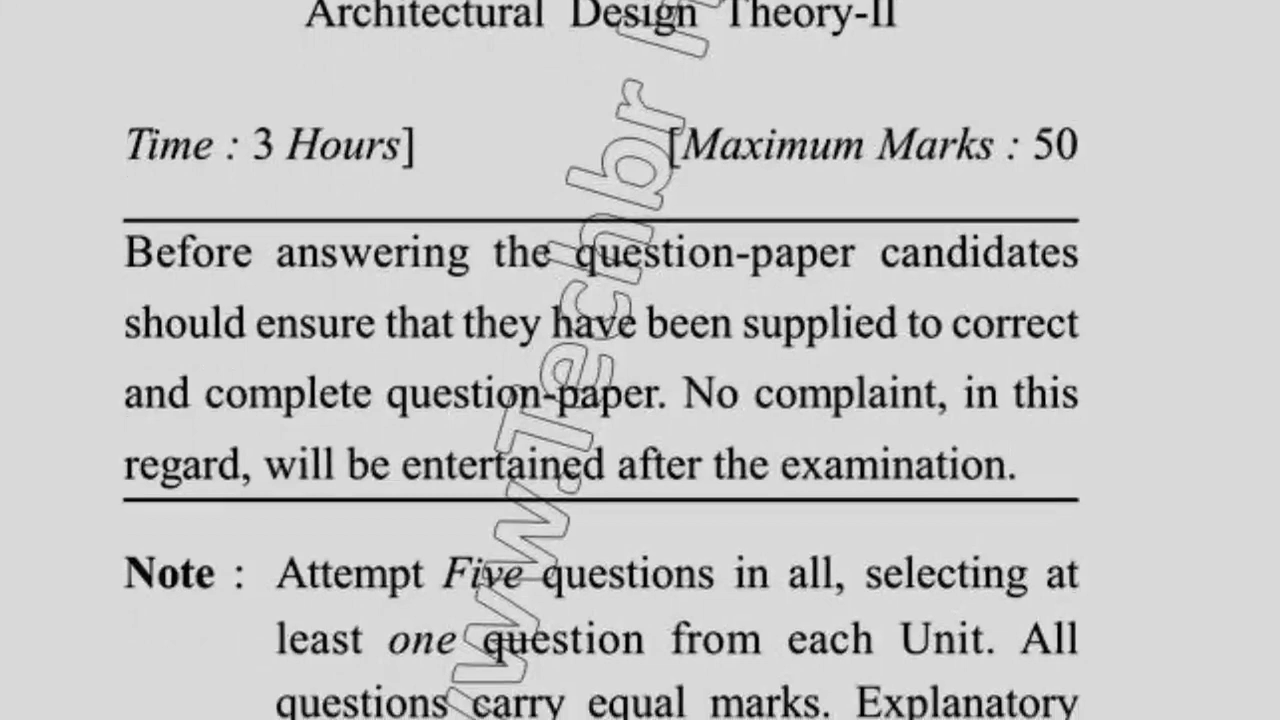 Architectural Design Theory-II
Time : 3 Hours] [Maximum Marks : 50
Before answering the question-paper candidates
should ensure that they have been supplied to correct
and complete question-paper. No complaint, in this
regard, will be entertained after the examination.
Note : Attempt Five questions in all, selecting at
least one question from each Unit. All
questions carry equal marks. Explanatory
www.Techbr